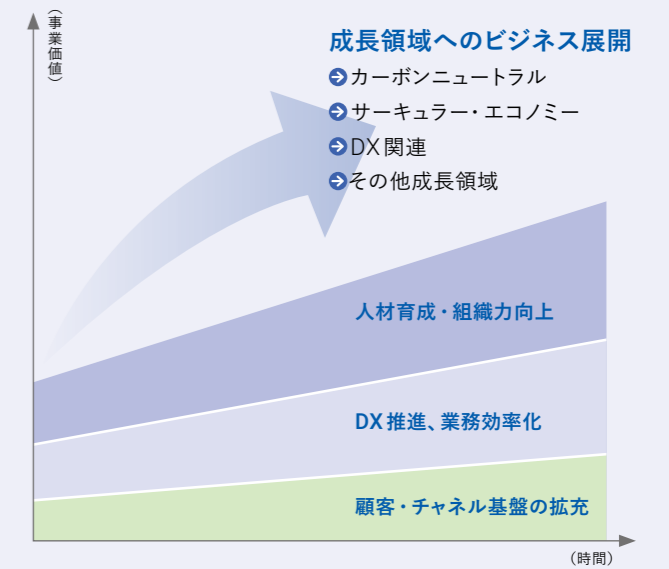 （事業価値）
成長領域へのビジネス展開
カーボンニュートラル
サーキュラー・エコノミー
DX関連
その他成長領域
人材育成・組織力向上
DX推進、業務効率化
顧客・チャネル基盤の拡充
（時間）